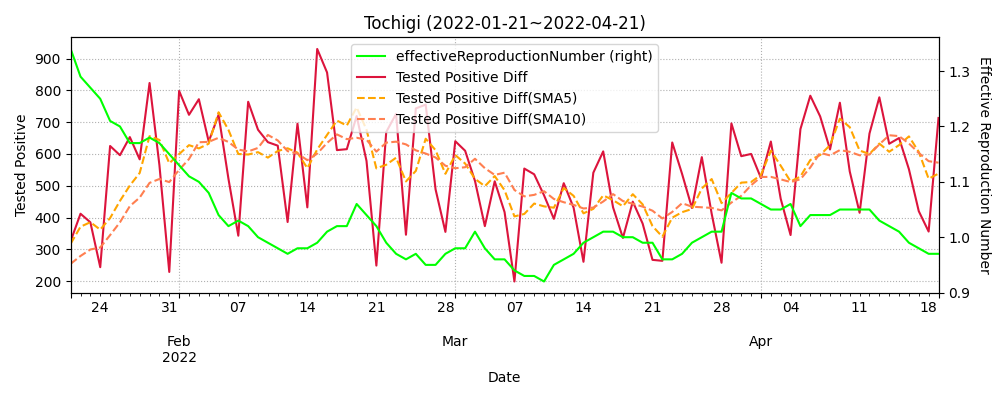 Tochigi (2022-01-21~2022-04-21)
effectiveReproductionNumber (right)
Tested Positive Diff
Tested Positive Diff(SMA5)
Tested Positive Diff(SMA10)
Tested Positive
900
800
700
600
500
400
300
200
1.3
1.2
1.1
1.0
0.9
Effective Reproduction Number
24 31 07 14 21 28 07 14 21 28 04 11 18
Feb Mar Apr
2022
Date